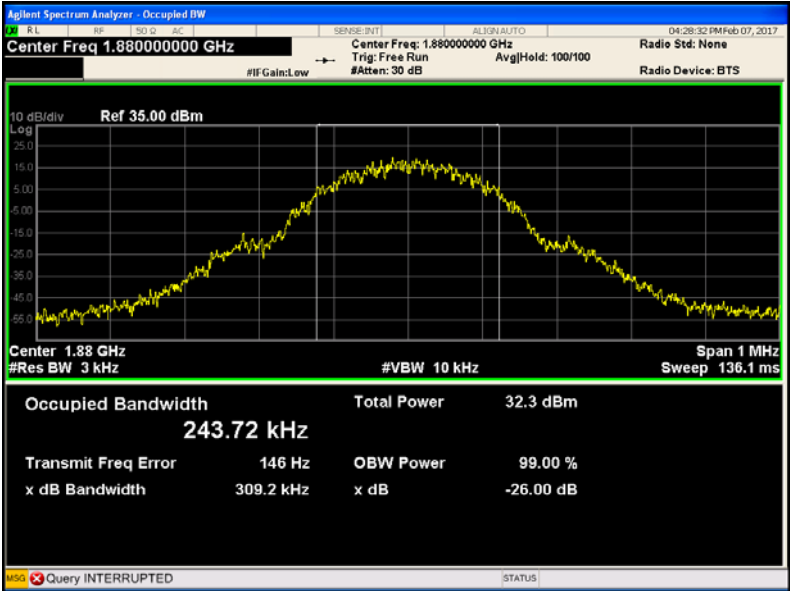 Agilent Spectrum Analyzer - Occupied BW
RL RF 50 Ω AC SENSE:INT ALIGNAUTO 04:28:32 PM Feb 07, 2017
Center Freq 1.880000000 GHz Center Freq: 1.880000000 GHz Radio Std: None
Trig: Free Run Avg|Hold: 100/100
#IFGain:Low #Atten: 30 dB Radio Device: BTS
10 dB/div Ref 35.00 dBm
Log
25.0
15.0
5.00
-5.00
-15.0
-25.0
-35.0
-45.0
-55.0
Center 1.88 GHz Span 1 MHz
#Res BW 3 kHz #VBW 10 kHz Sweep 136.1 ms
Occupied Bandwidth Total Power 32.3 dBm
243.72 kHz
Transmit Freq Error 146 Hz OBW Power 99.00 %
x dB Bandwidth 309.2 kHz x dB -26.00 dB
MSG Query INTERRUPTED STATUS